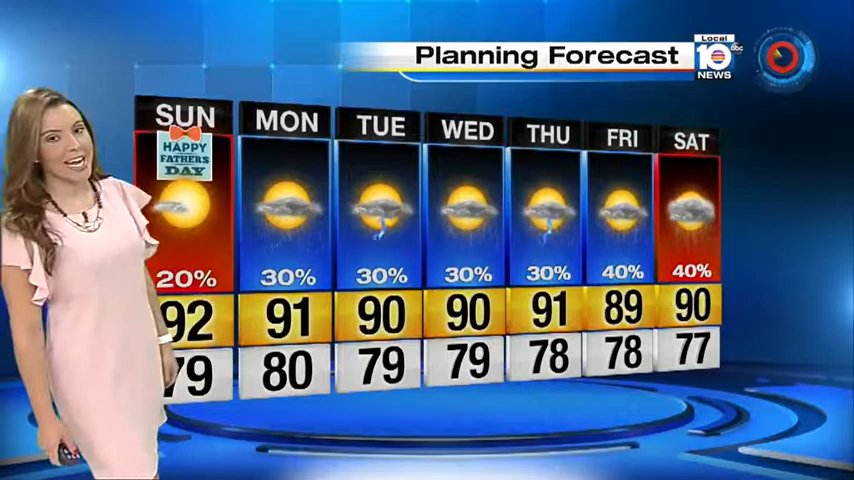 Local
Planning Forecast
10
abc
NEWS
SUN MON TUE WED THU FRI SAT
HAPPY
FATHERS
DAY
20% 30% 30% 30% 30% 40% 40%
92 91 90 90 91 89 90
79 80 79 79 78 78 77